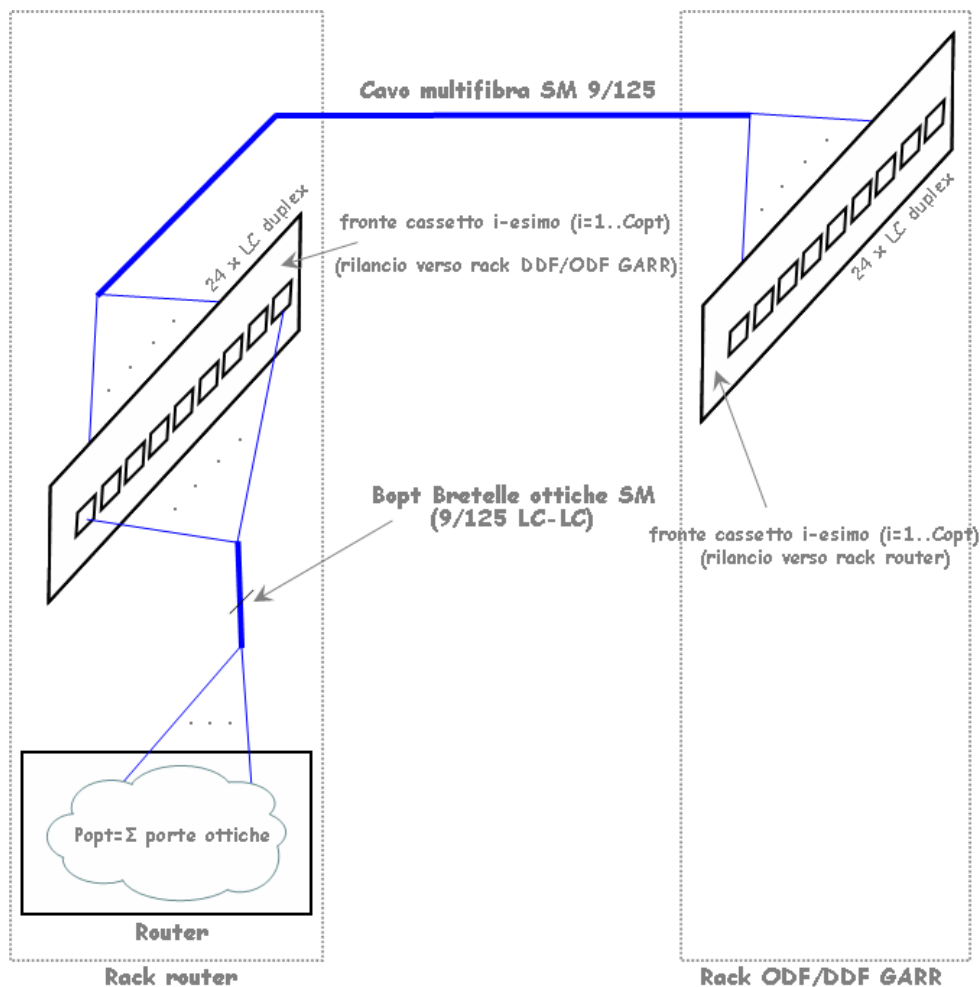 Cavo multifibra SM 9/125
24 x LC duplex
fronte cassetto i-esimo (i=1..Copt)
(rilancio verso rack DDF/ODF GARR)
24 x LC duplex
Bopt Bretelle ottiche SM
(9/125 LC-LC)
fronte cassetto i-esimo (i=1..Copt)
(rilancio verso rack router)
Popt=Σ porte ottiche
Router
Rack router
Rack ODF/DDF GARR